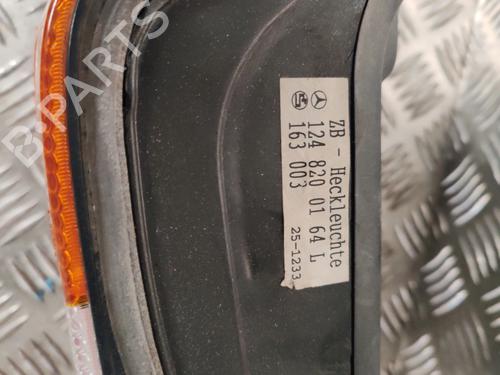 B-PARTS
ZB - Heckleuchte
124 820 01 64 L
163 003
25-1233